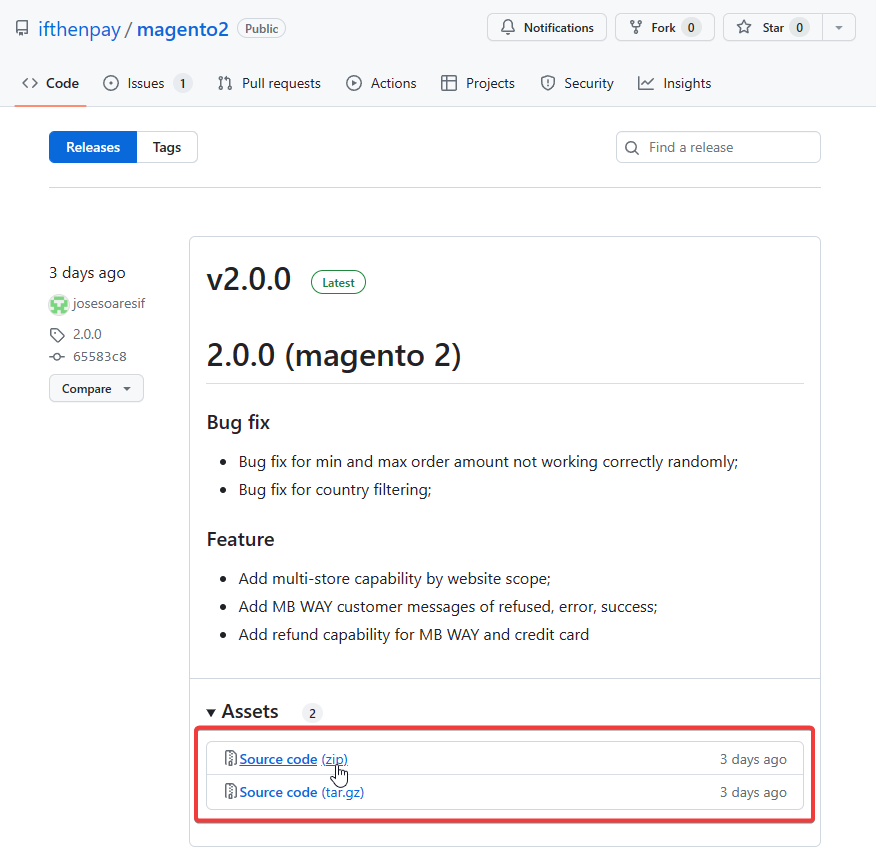 ifthenpay / magento2 Public
Notifications Fork 0 Star 0
Code Issues 1 Pull requests Actions Projects Security Insights
Releases Tags
Find a release
3 days ago
josesoaresif
2.0.0
65583c8
Compare
v2.0.0 Latest
2.0.0 (magento 2)
Bug fix
Bug fix for min and max order amount not working correctly randomly;
Bug fix for country filtering;
Feature
Add multi-store capability by website scope;
Add MB WAY customer messages of refused, error, success;
Add refund capability for MB WAY and credit card
Assets 2
Source code (zip) 3 days ago
Source code (tar.gz) 3 days ago